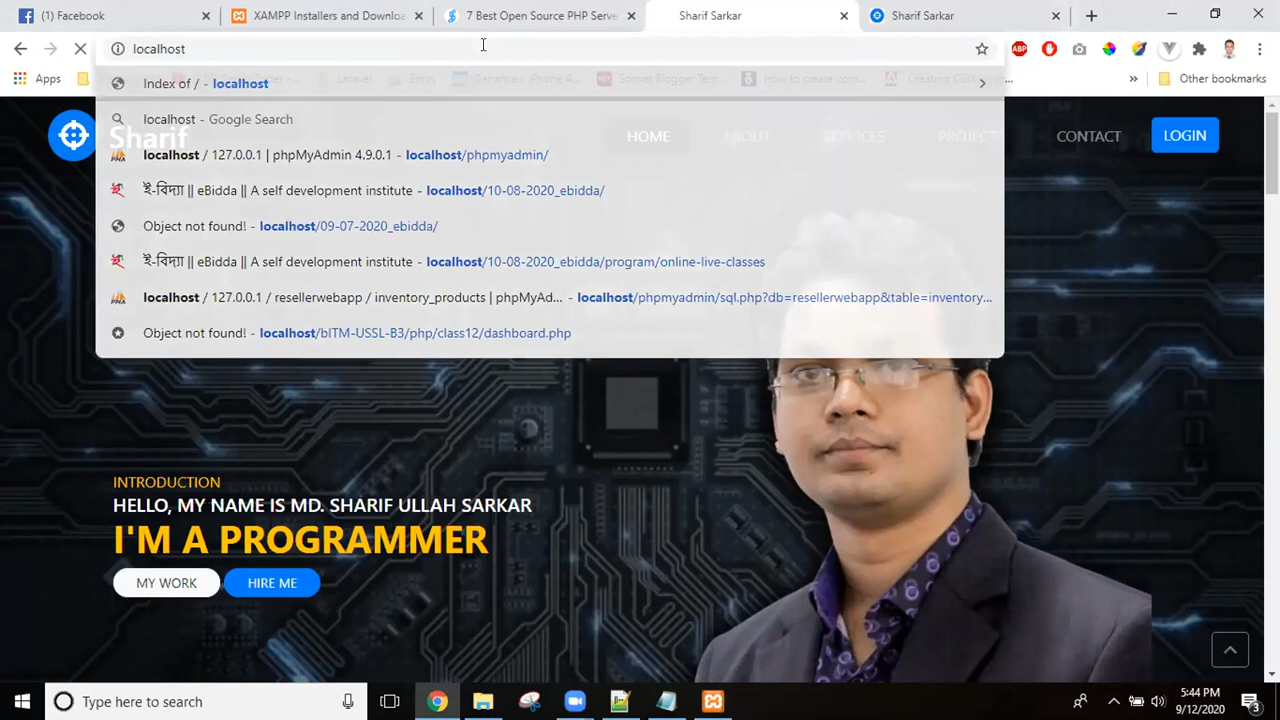 (1) Facebook
XAMPP Installers and Downloa
7 Best Open Source PHP Serve
Sharif Sarkar
Sharif Sarkar
localhost
Apps
Laravel
Other bookmarks
Index of / - localhost
localhost - Google Search
localhost / 127.0.0.1 | phpMyAdmin 4.9.0.1 - localhost/phpmyadmin/
ই-বিদ্যা || eBidda || A self development institute - localhost/10-08-2020_ebidda/
Object not found! - localhost/09-07-2020_ebidda/
ই-বিদ্যা || eBidda || A self development institute - localhost/10-08-2020_ebidda/program/online-live-classes
localhost / 127.0.0.1 / resellerwebapp / inventory_products | phpMyAd... - localhost/phpmyadmin/sql.php?db=resellerwebapp&table=inventory...
Object not found! - localhost/bITM-USSL-B3/php/class12/dashboard.php
Sharif
HOME
ABOUT
SERVICES
PROJECT
CONTACT
LOGIN
INTRODUCTION
HELLO, MY NAME IS MD. SHARIF ULLAH SARKAR
I'M A PROGRAMMER
MY WORK
HIRE ME
Type here to search
5:44 PM
9/12/2020